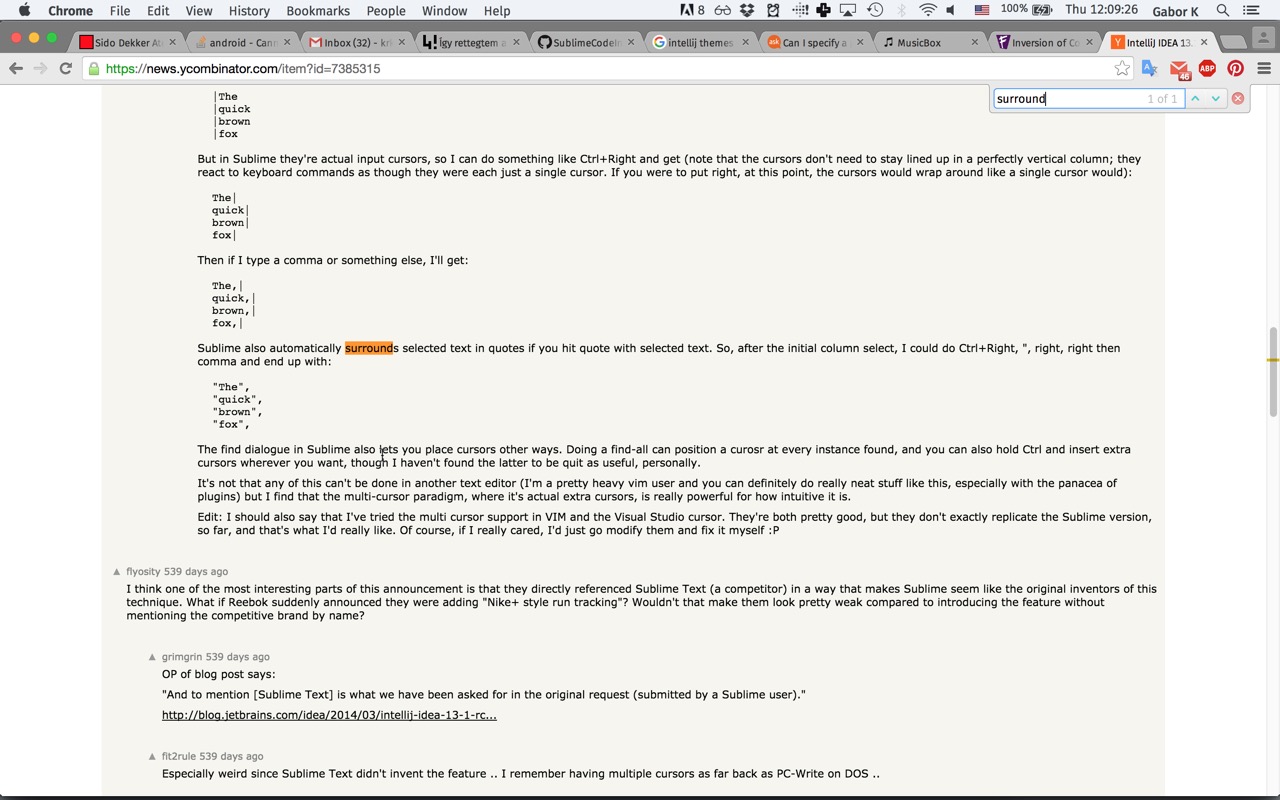 Chrome File Edit View History Bookmarks People Window Help 8 100% Thu 12:09:26 Gabor K
Sido Dekker At android - Can Inbox (32) - kr Így rettegtem a SublimeCodeIn intellij themes Can I specify a MusicBox Inversion of Co IntelliJ IDEA 13.
https://news.ycombinator.com/item?id=7385315 46 ABP
surround 1 of 1
|The
|quick
|brown
|fox
But in Sublime they're actual input cursors, so I can do something like Ctrl+Right and get (note that the cursors don't need to stay lined up in a perfectly vertical column; they
react to keyboard commands as though they were each just a single cursor. If you were to put right, at this point, the cursors would wrap around like a single cursor would):
The|
quick|
brown|
fox|
Then if I type a comma or something else, I'll get:
The,|
quick,|
brown,|
fox,|
Sublime also automatically surrounds selected text in quotes if you hit quote with selected text. So, after the initial column select, I could do Ctrl+Right, ", right, right then
comma and end up with:
"The",
"quick",
"brown",
"fox",
The find dialogue in Sublime also lets you place cursors other ways. Doing a find-all can position a curosr at every instance found, and you can also hold Ctrl and insert extra
cursors wherever you want, though I haven't found the latter to be quit as useful, personally.
It's not that any of this can't be done in another text editor (I'm a pretty heavy vim user and you can definitely do really neat stuff like this, especially with the panacea of
plugins) but I find that the multi-cursor paradigm, where it's actual extra cursors, is really powerful for how intuitive it is.
Edit: I should also say that I've tried the multi cursor support in VIM and the Visual Studio cursor. They're both pretty good, but they don't exactly replicate the Sublime version,
so far, and that's what I'd really like. Of course, if I really cared, I'd just go modify them and fix it myself :P
flyosity 539 days ago
I think one of the most interesting parts of this announcement is that they directly referenced Sublime Text (a competitor) in a way that makes Sublime seem like the original inventors of this
technique. What if Reebok suddenly announced they were adding "Nike+ style run tracking"? Wouldn't that make them look pretty weak compared to introducing the feature without
mentioning the competitive brand by name?
grimgrin 539 days ago
OP of blog post says:
"And to mention [Sublime Text] is what we have been asked for in the original request (submitted by a Sublime user)."
http://blog.jetbrains.com/idea/2014/03/intellij-idea-13-1-rc...
fit2rule 539 days ago
Especially weird since Sublime Text didn't invent the feature .. I remember having multiple cursors as far back as PC-Write on DOS ..